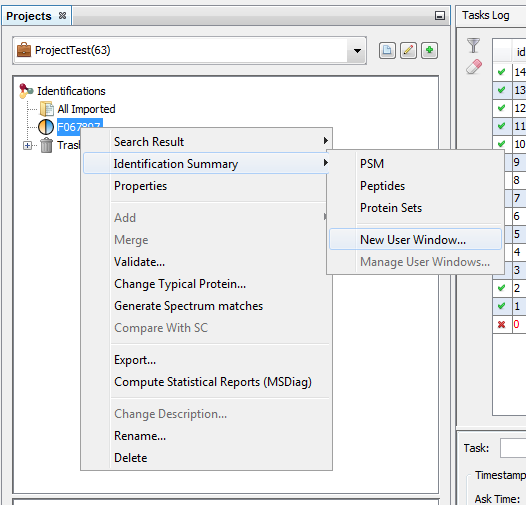 Projects
Tasks Log
ProjectTest(63)
id
Identifications
All Imported
F067807
Trash
Search Result
Identification Summary
Properties
Add
Merge
Validate...
Change Typical Protein...
Generate Spectrum matches
Compare With SC
Export...
Compute Statistical Reports (MSDiag)
Change Description...
Rename...
Delete
PSM
Peptides
Protein Sets
New User Window...
Manage User Windows...
14
13
12
11
10
9
8
7
6
5
4
3
2
1
0
Task:
Timestamp
Ask Time: